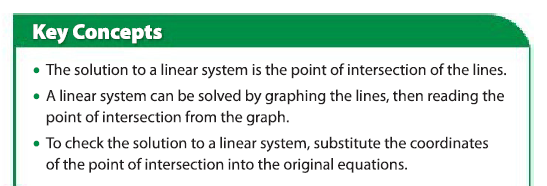 Key Concepts
• The solution to a linear system is the point of intersection of the lines.
• A linear system can be solved by graphing the lines, then reading the
point of intersection from the graph.
• To check the solution to a linear system, substitute the coordinates
of the point of intersection into the original equations.